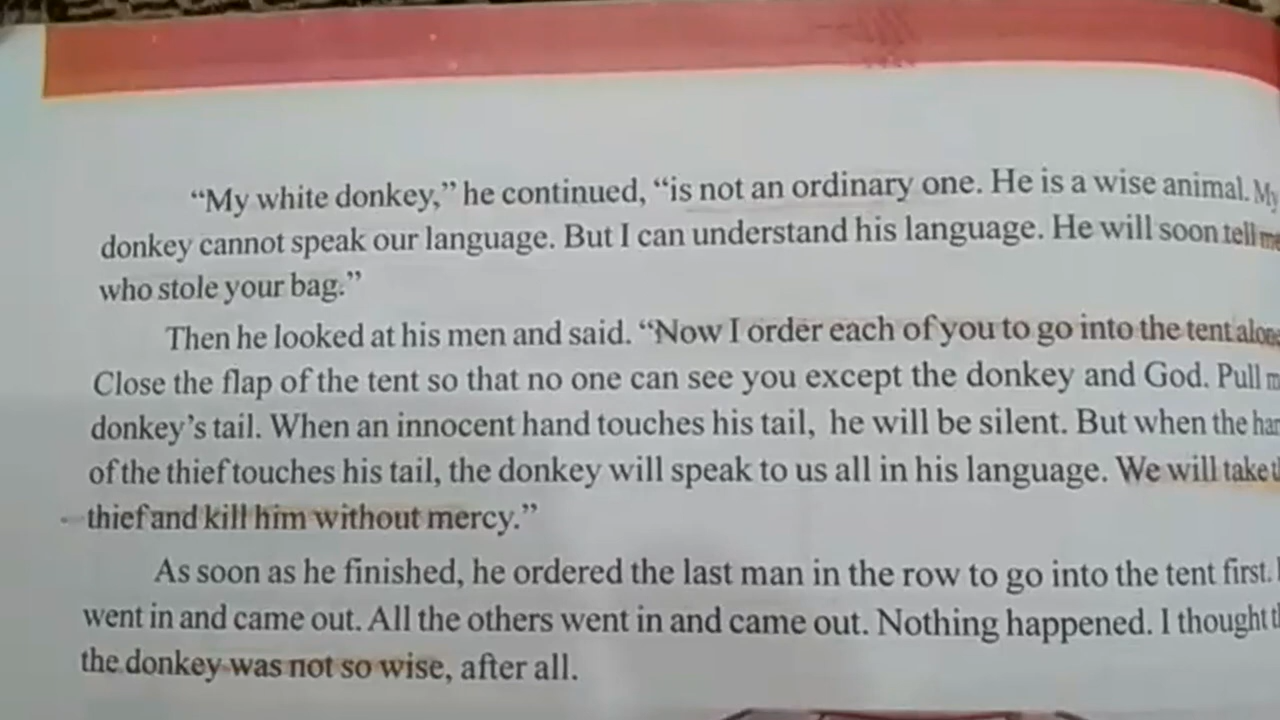 “My white donkey,” he continued, “is not an ordinary one. He is a wise animal. My
donkey cannot speak our language. But I can understand his language. He will soon tell me
who stole your bag.”
Then he looked at his men and said. “Now I order each of you to go into the tent alone
Close the flap of the tent so that no one can see you except the donkey and God. Pull
donkey’s tail. When an innocent hand touches his tail, he will be silent. But when the
of the thief touches his tail, the donkey will speak to us all in his language. We will take
thief and kill him without mercy.”
As soon as he finished, he ordered the last man in the row to go into the tent first.
went in and came out. All the others went in and came out. Nothing happened. I thought
the donkey was not so wise, after all.